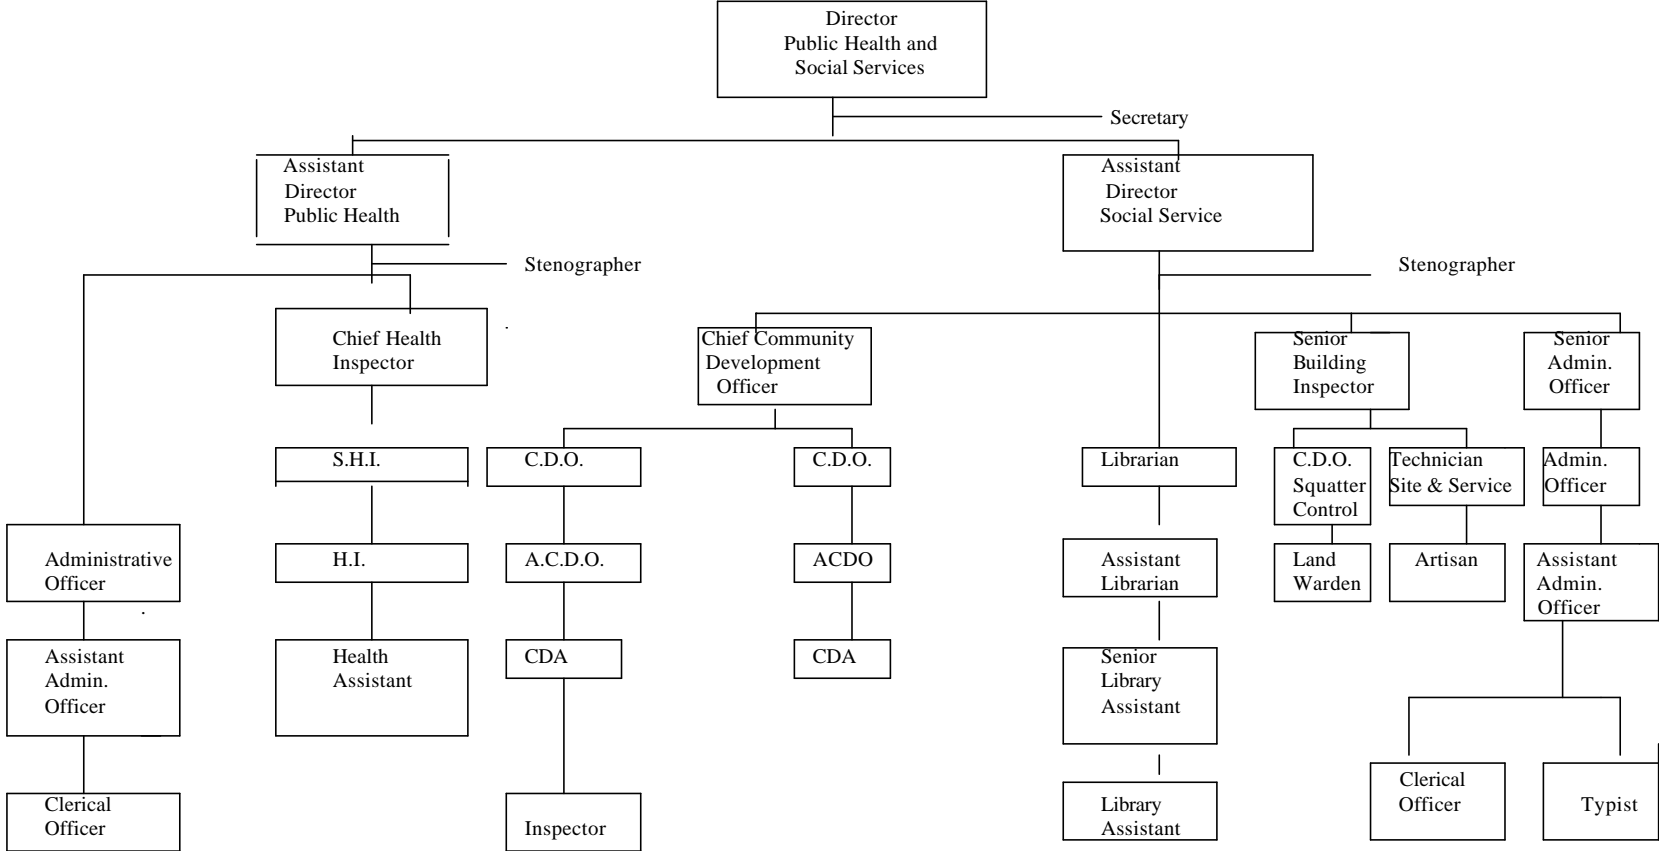 Director
Public Health and
Social Services
Secretary
Assistant
Director
Public Health
Assistant
Director
Social Service
Stenographer
Stenographer
Chief Health
Inspector
Chief Community
Development
Officer
Senior
Building
Inspector
Senior
Admin.
Officer
S.H.I.
C.D.O.
C.D.O.
Librarian
C.D.O.
Squatter
Control
Technician
Site & Service
Admin.
Officer
Administrative
Officer
H.I.
A.C.D.O.
ACDO
Assistant
Librarian
Land
Warden
Artisan
Assistant
Admin.
Officer
Assistant
Admin.
Officer
Health
Assistant
CDA
CDA
Senior
Library
Assistant
Clerical
Officer
Inspector
Library
Assistant
Clerical
Officer
Typist